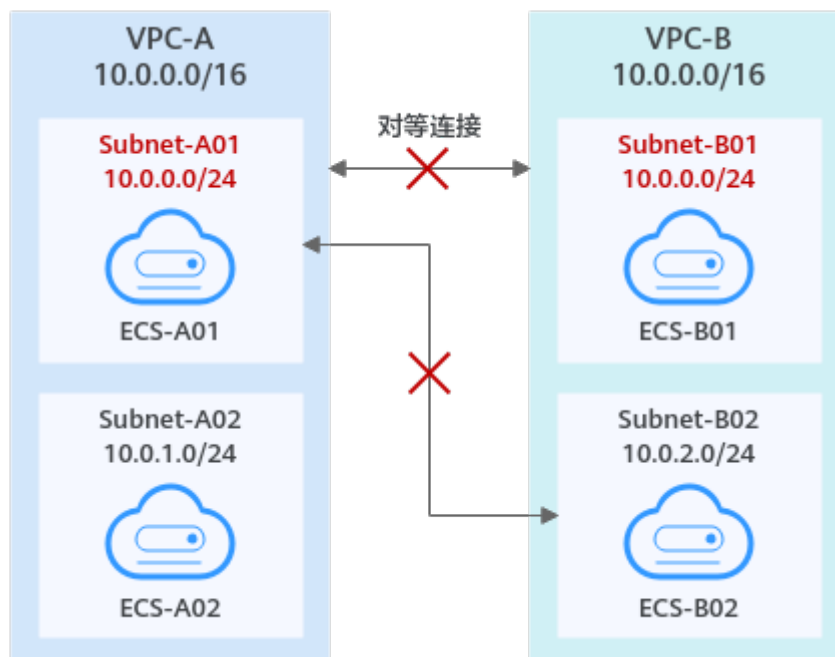 VPC-A
10.0.0.0/16
Subnet-A01
10.0.0.0/24
ECS-A01
Subnet-A02
10.0.1.0/24
ECS-A02
对等连接
VPC-B
10.0.0.0/16
Subnet-B01
10.0.0.0/24
ECS-B01
Subnet-B02
10.0.2.0/24
ECS-B02